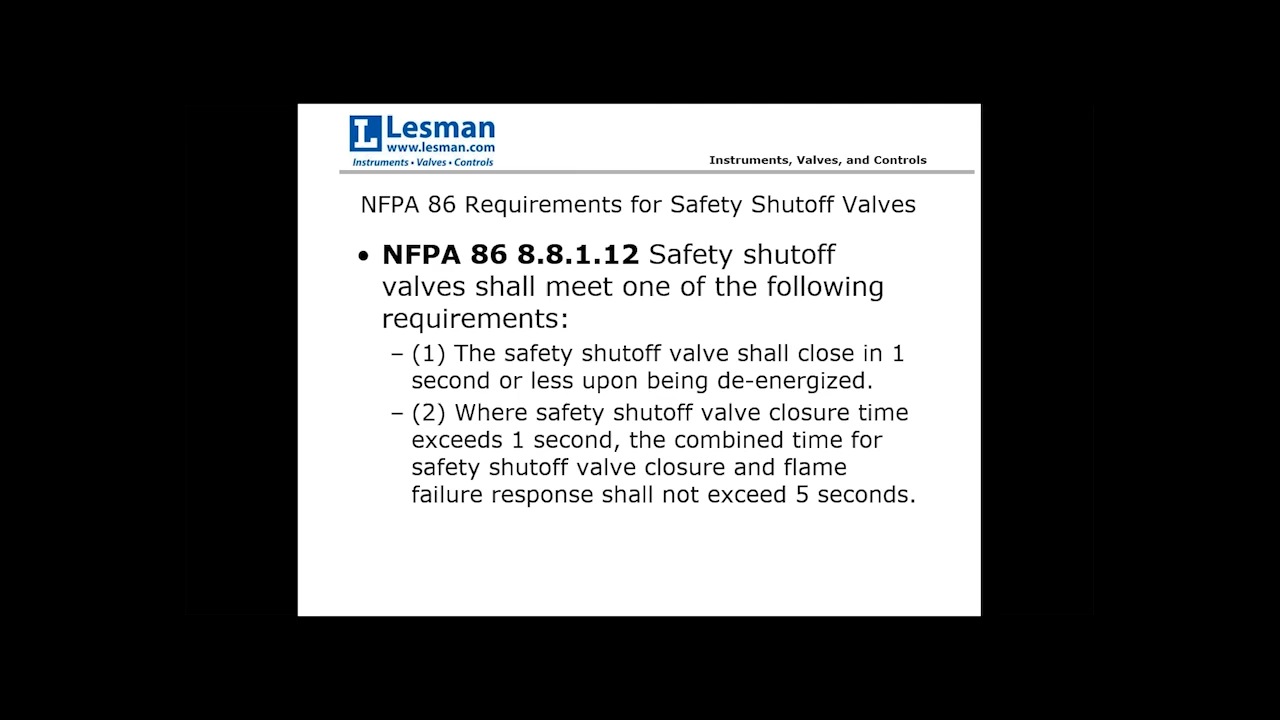 L Lesman
www.lesman.com
Instruments • Valves • Controls
Instruments, Valves, and Controls
NFPA 86 Requirements for Safety Shutoff Valves
• NFPA 86 8.8.1.12 Safety shutoff
valves shall meet one of the following
requirements:
– (1) The safety shutoff valve shall close in 1
second or less upon being de-energized.
– (2) Where safety shutoff valve closure time
exceeds 1 second, the combined time for
safety shutoff valve closure and flame
failure response shall not exceed 5 seconds.